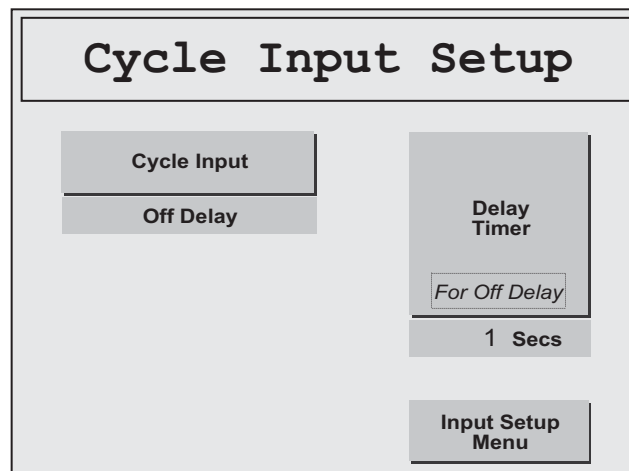 Cycle Input Setup
Cycle Input
Off Delay
Delay
Timer
For Off Delay
1 Secs
Input Setup
Menu